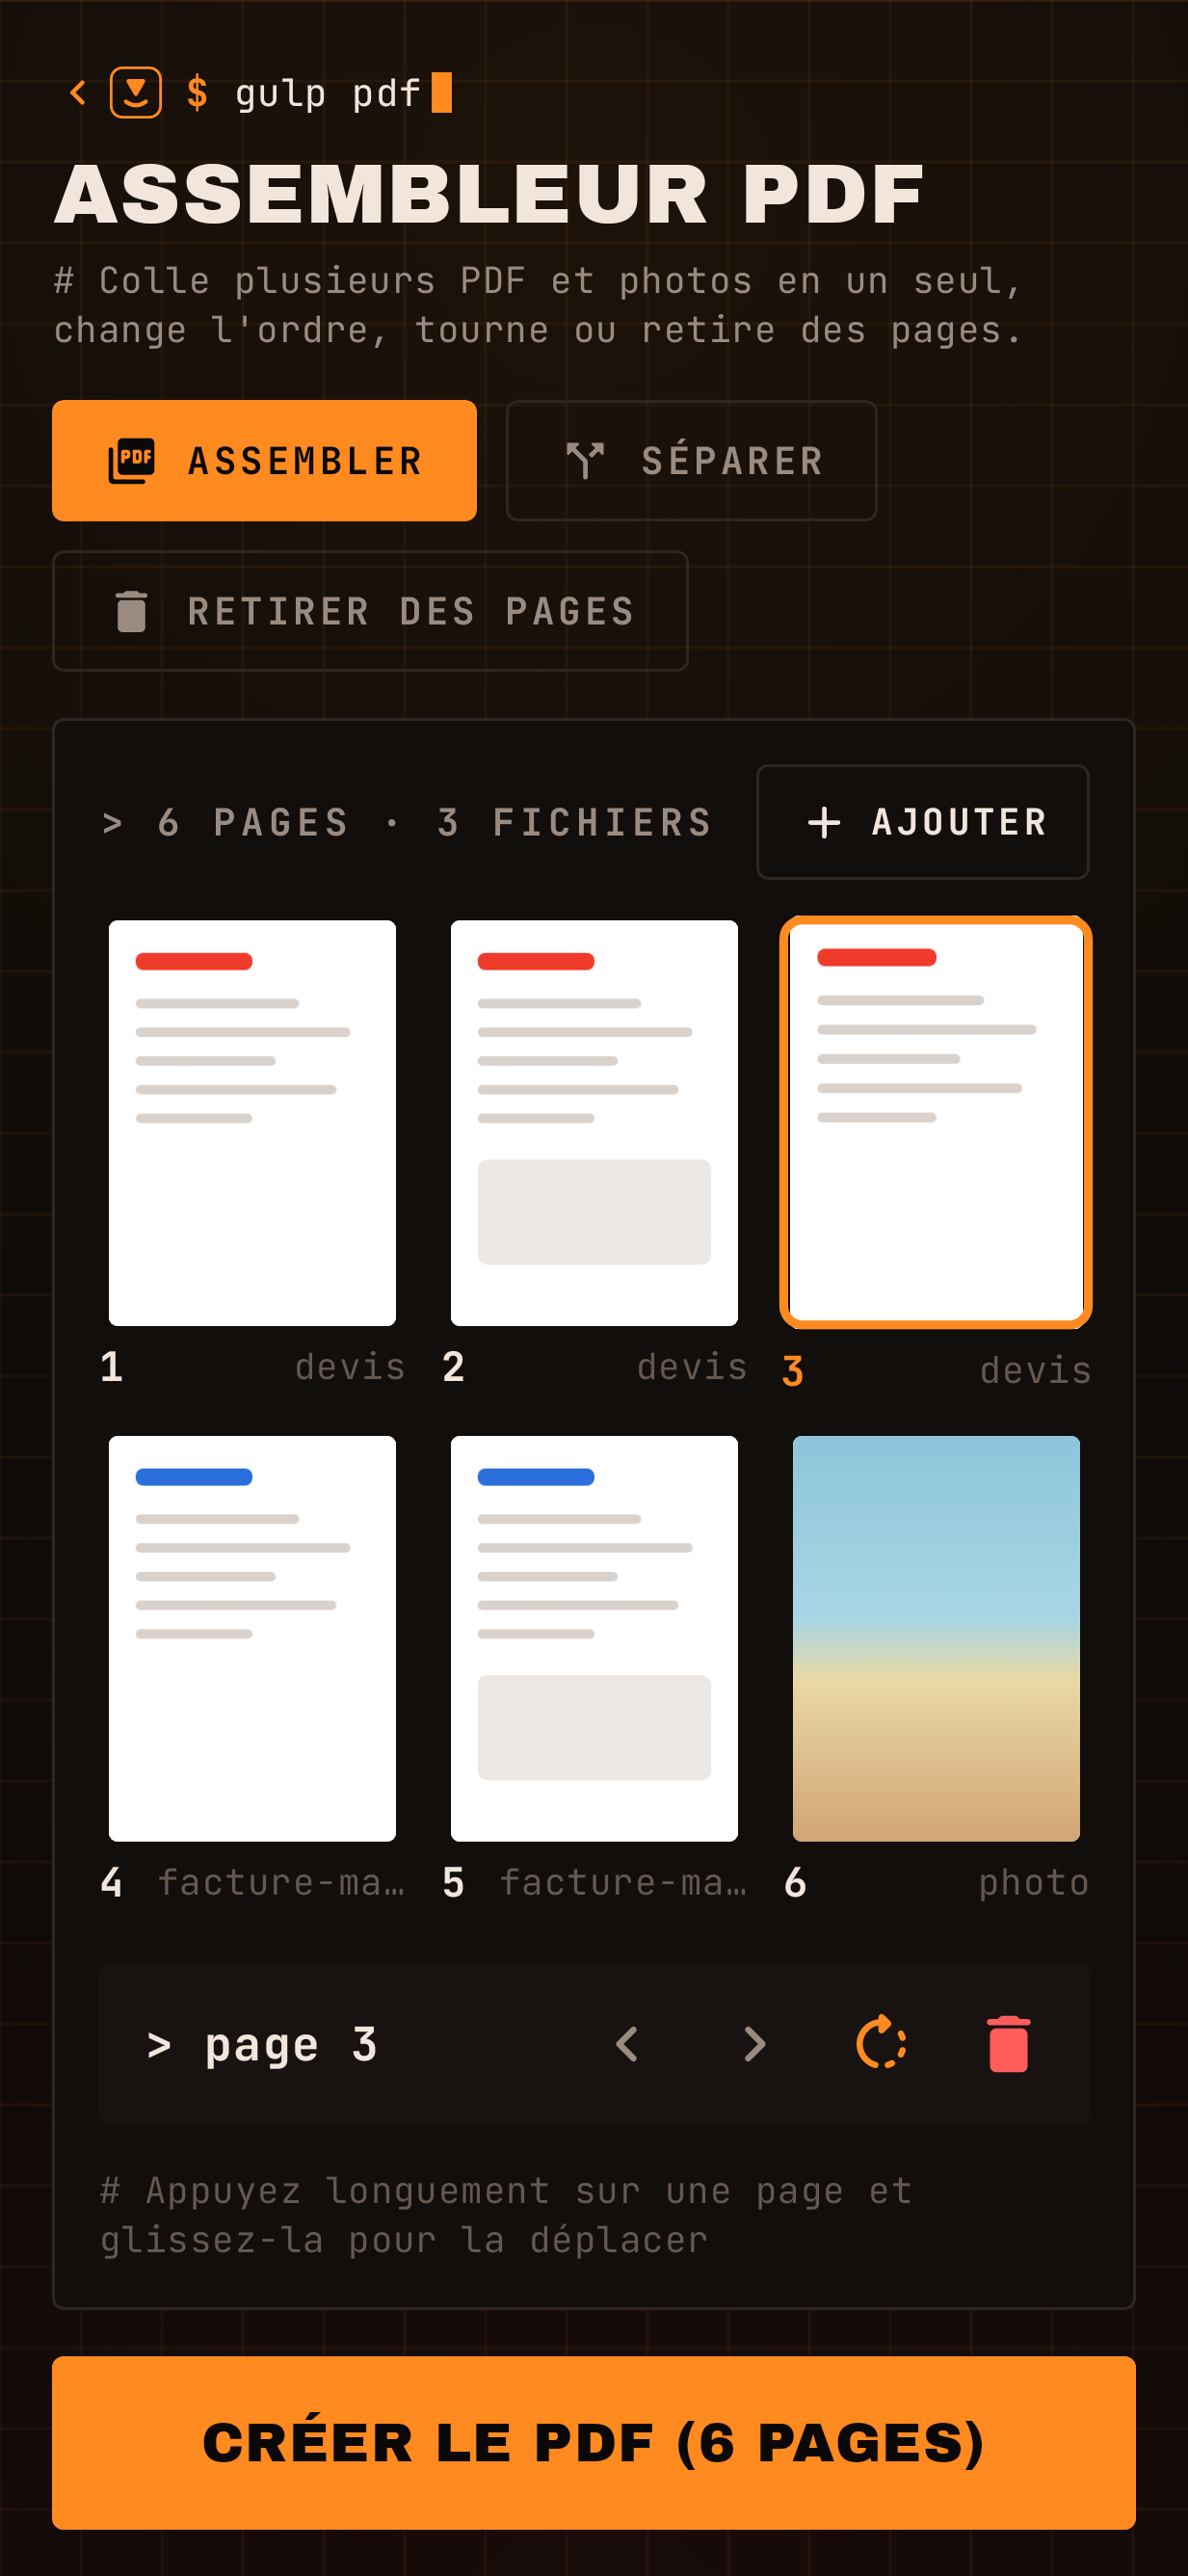 $ gulp pdf
ASSEMBLEUR PDF
# Colle plusieurs PDF et photos en un seul,
change l'ordre, tourne ou retire des pages.
PDF ASSEMBLER
SÉPARER
RETIRER DES PAGES
> 6 PAGES · 3 FICHIERS
+ AJOUTER
1 devis
2 devis
3 devis
4 facture-ma…
5 facture-ma…
6 photo
> page 3
# Appuyez longuement sur une page et
glissez-la pour la déplacer
CRÉER LE PDF (6 PAGES)